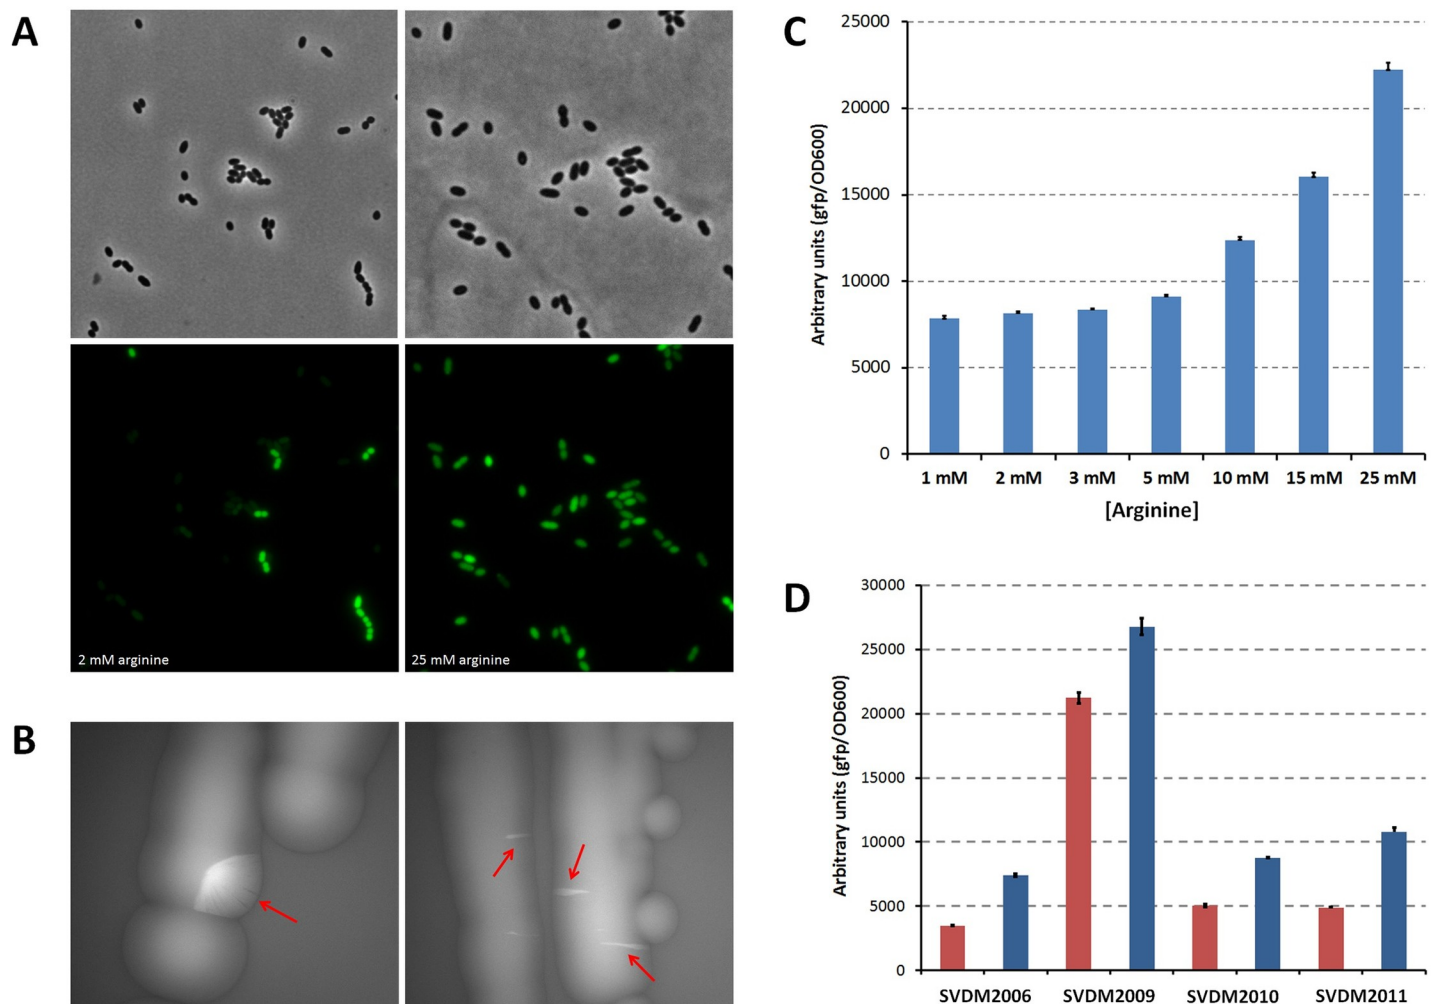 A
2 mM arginine
25 mM arginine
B
C
Arbitrary units (gfp/OD600)
25000
20000
15000
10000
5000
0
1 mM 2 mM 3 mM 5 mM 10 mM 15 mM 25 mM
[Arginine]
D
Arbitrary units (gfp/OD600)
30000
25000
20000
15000
10000
5000
0
SVDM2006 SVDM2009 SVDM2010 SVDM2011